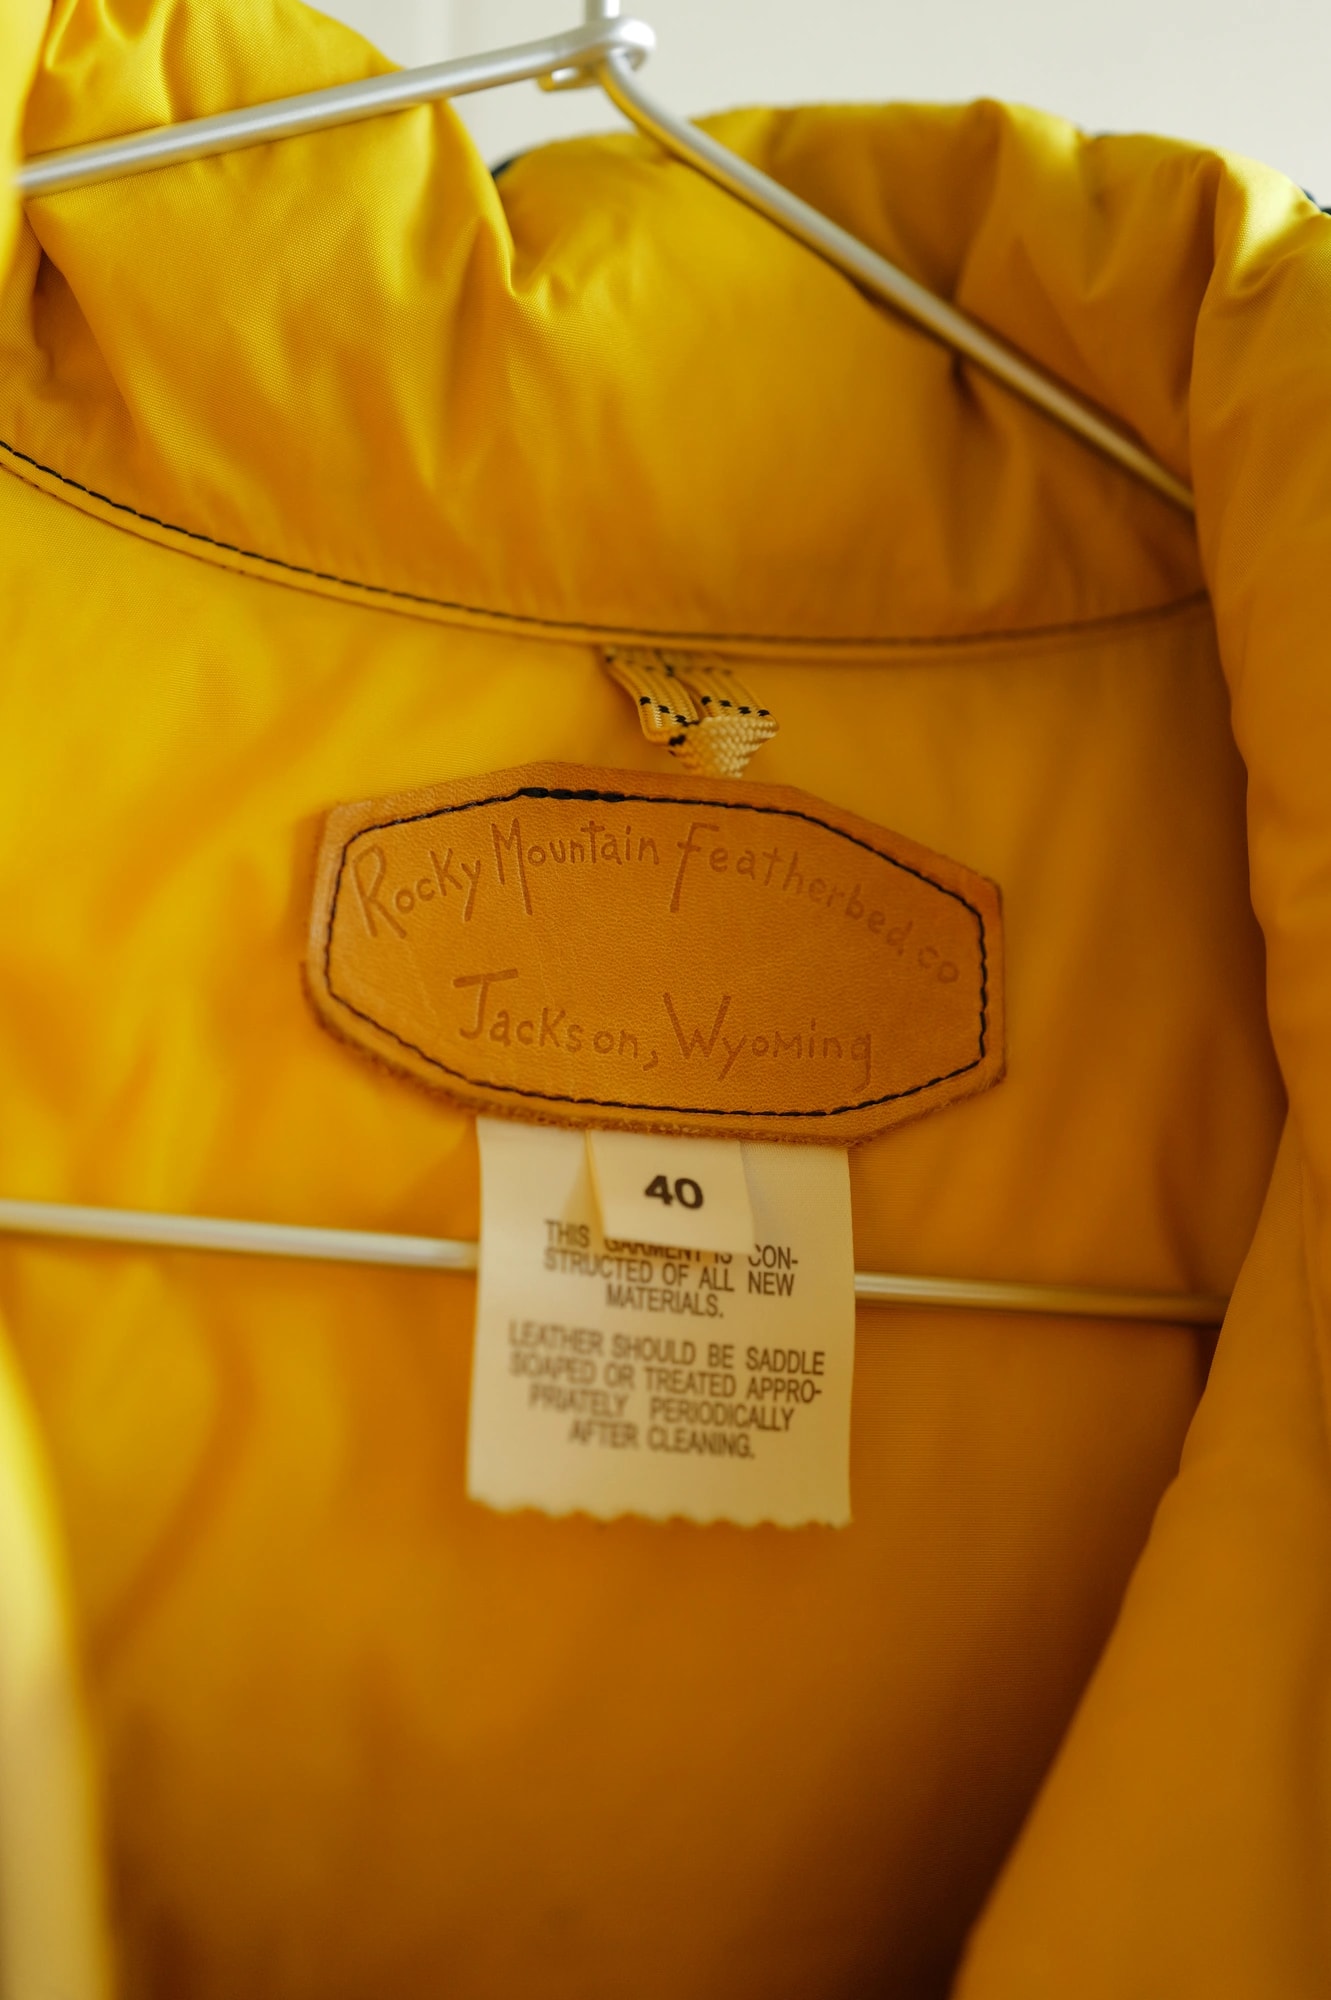 Rocky Mountain Featherbed.co
Jackson, Wyoming
40
THIS GARMENT IS CON-
STRUCTED OF ALL NEW
MATERIALS.
LEATHER SHOULD BE SADDLE
SOAPED OR TREATED APPRO-
PRIATELY PERIODICALLY
AFTER CLEANING.